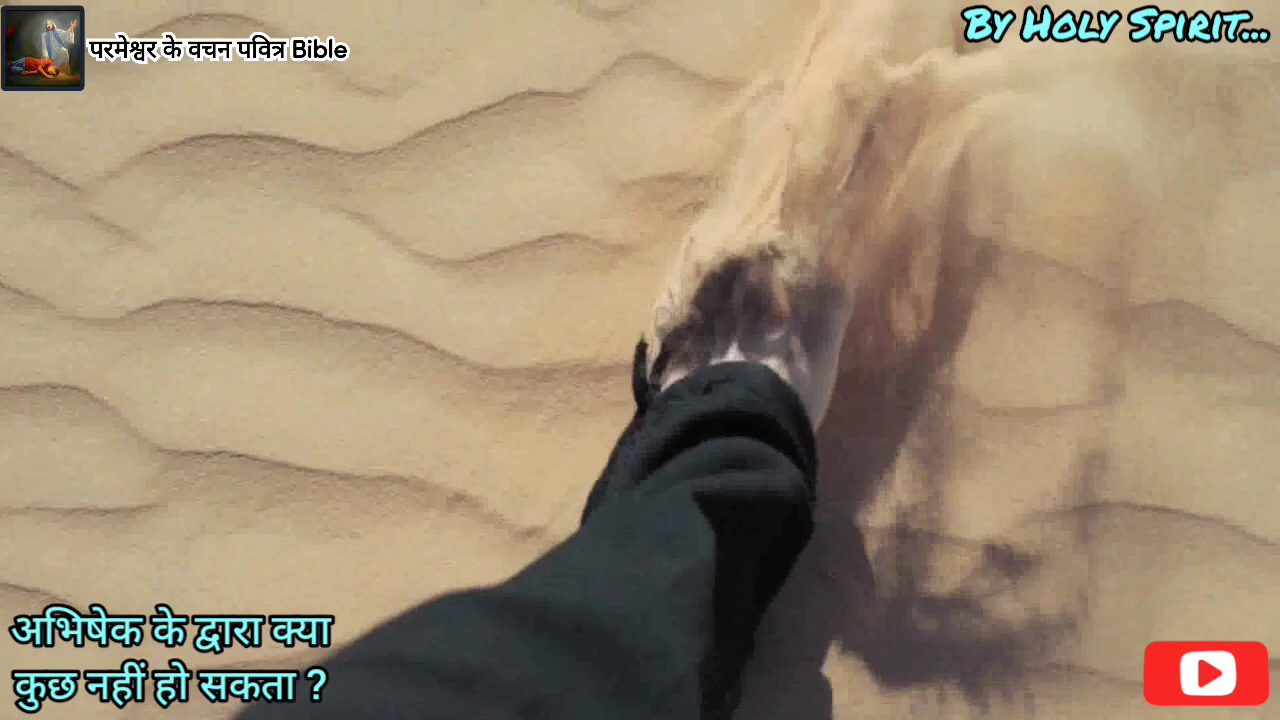 परमेश्वर के वचन पवित्र Bible
By Holy Spirit...
अभिषेक के द्वारा क्या
कुछ नहीं हो सकता ?